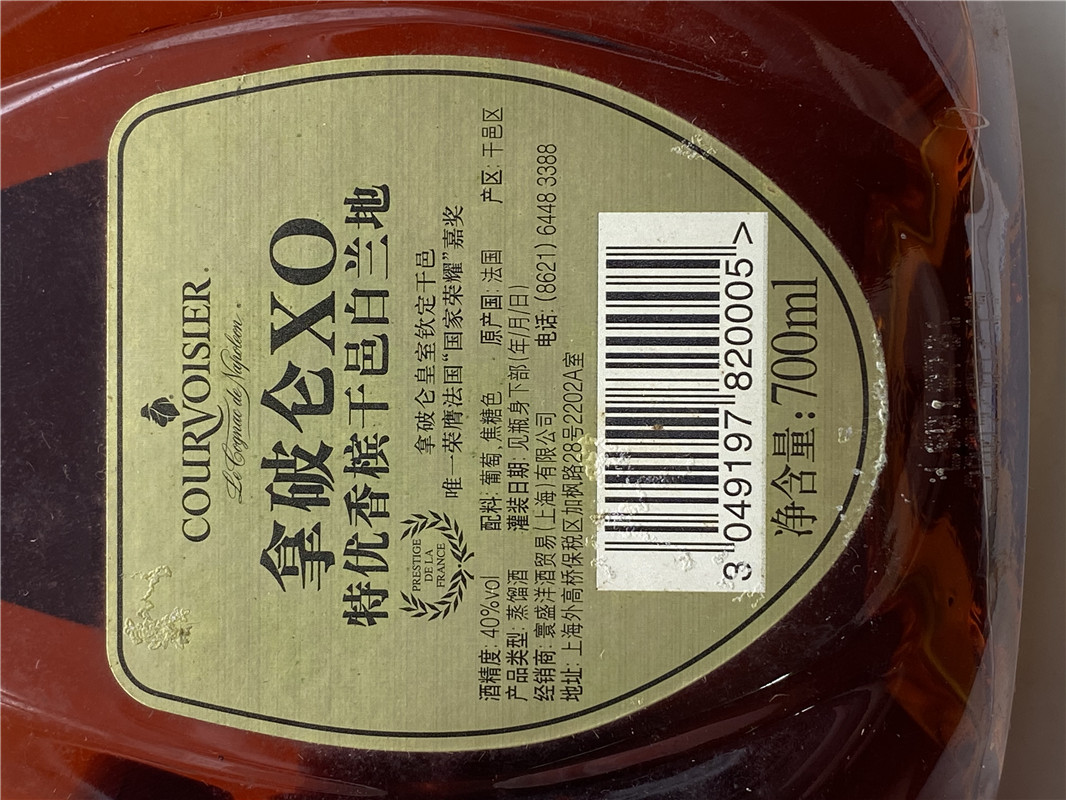 COURVOISIER
Le Cognac de Napoleon
拿破仑XO
特优香槟干邑白兰地
PRESTIGE
DE LA
FRANCE
拿破仑皇室钦定干邑
唯一荣膺法国“国家荣耀”嘉奖
酒精度: 40%vol 配料: 葡萄,焦糖色 原产国: 法国 产区: 干邑区
产品类型: 蒸馏酒 灌装日期: 见瓶身下部(年/月/日)
经销商: 寰盛洋酒贸易(上海)有限公司 电话: (8621) 6448 3388
地址: 上海外高桥保税区加枫路28号2202A室
3 049197 820005 >
净含量: 700ml